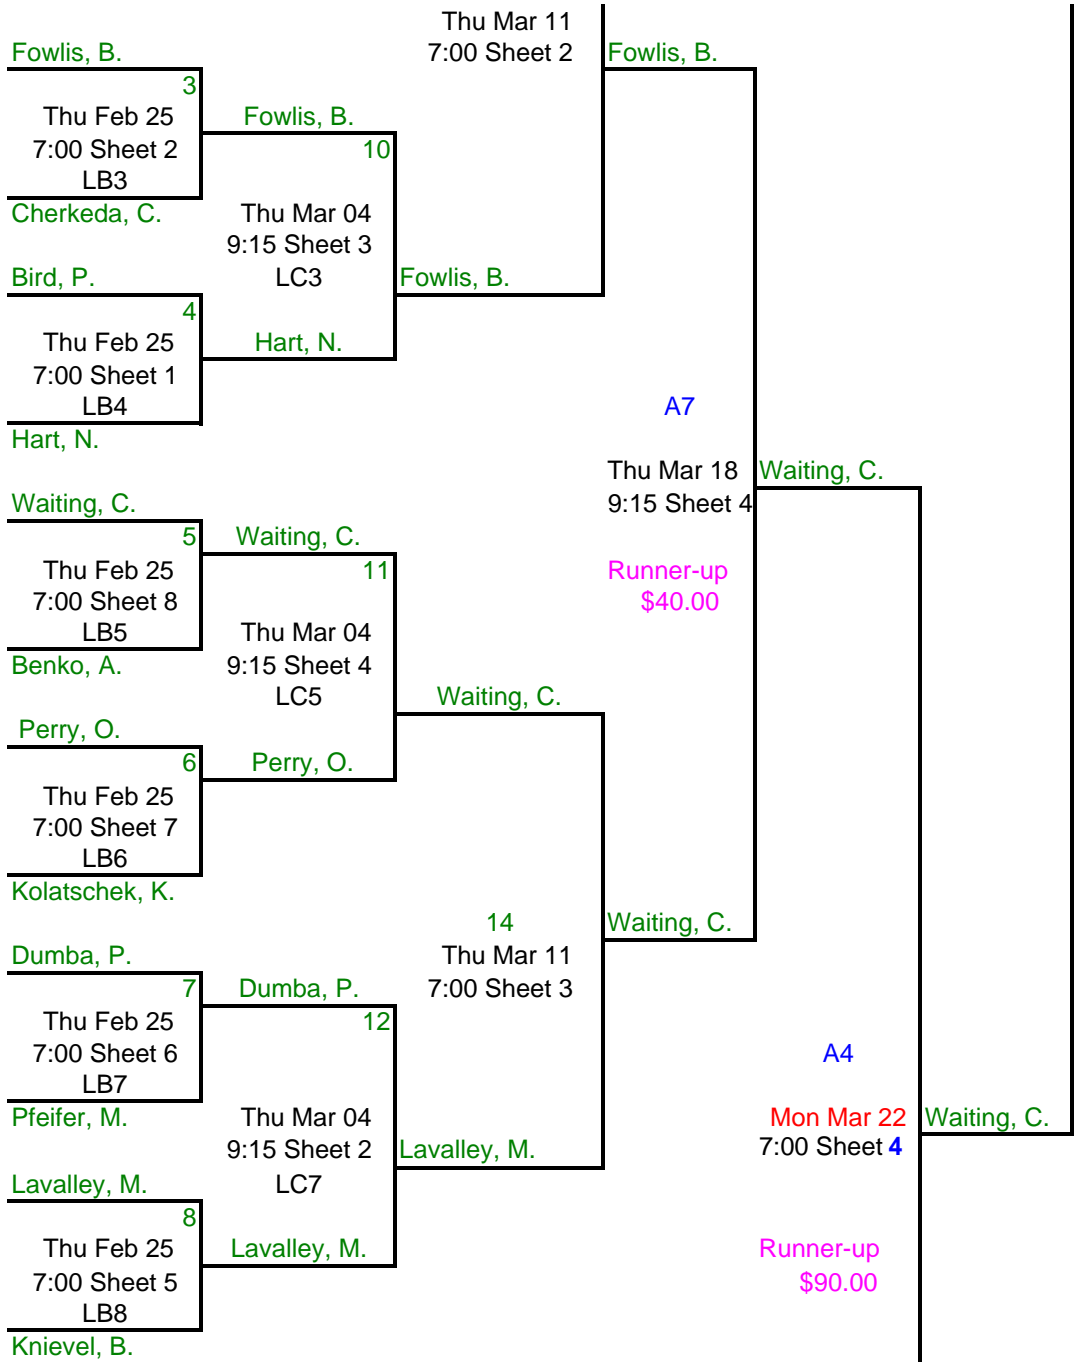 Thu Mar 11
7:00 Sheet 2
Fowlis, B.
Fowlis, B.
3
Thu Feb 25
Fowlis, B.
7:00 Sheet 2
10
LB3
Cherkeda, C.
Thu Mar 04
9:15 Sheet 3
Bird, P.
LC3
Fowlis, B.
4
Thu Feb 25
Hart, N.
7:00 Sheet 1
LB4
A7
Hart, N.
Thu Mar 18
Waiting, C.
9:15 Sheet 4
Waiting, C.
5
Waiting, C.
Thu Feb 25
11
Runner-up
7:00 Sheet 8
$40.00
LB5
Thu Mar 04
Benko, A.
9:15 Sheet 4
LC5
Waiting, C.
Perry, O.
6
Perry, O.
Thu Feb 25
7:00 Sheet 7
LB6
Kolatschek, K.
14
Waiting, C.
Dumba, P.
Thu Mar 11
7
Dumba, P.
7:00 Sheet 3
Thu Feb 25
12
7:00 Sheet 6
A4
LB7
Pfeifer, M.
Thu Mar 04
Mon Mar 22
Waiting, C.
9:15 Sheet 2
Lavalley, M.
7:00 Sheet 4
Lavalley, M.
LC7
8
Thu Feb 25
Lavalley, M.
Runner-up
7:00 Sheet 5
$90.00
LB8
Knievel, B.